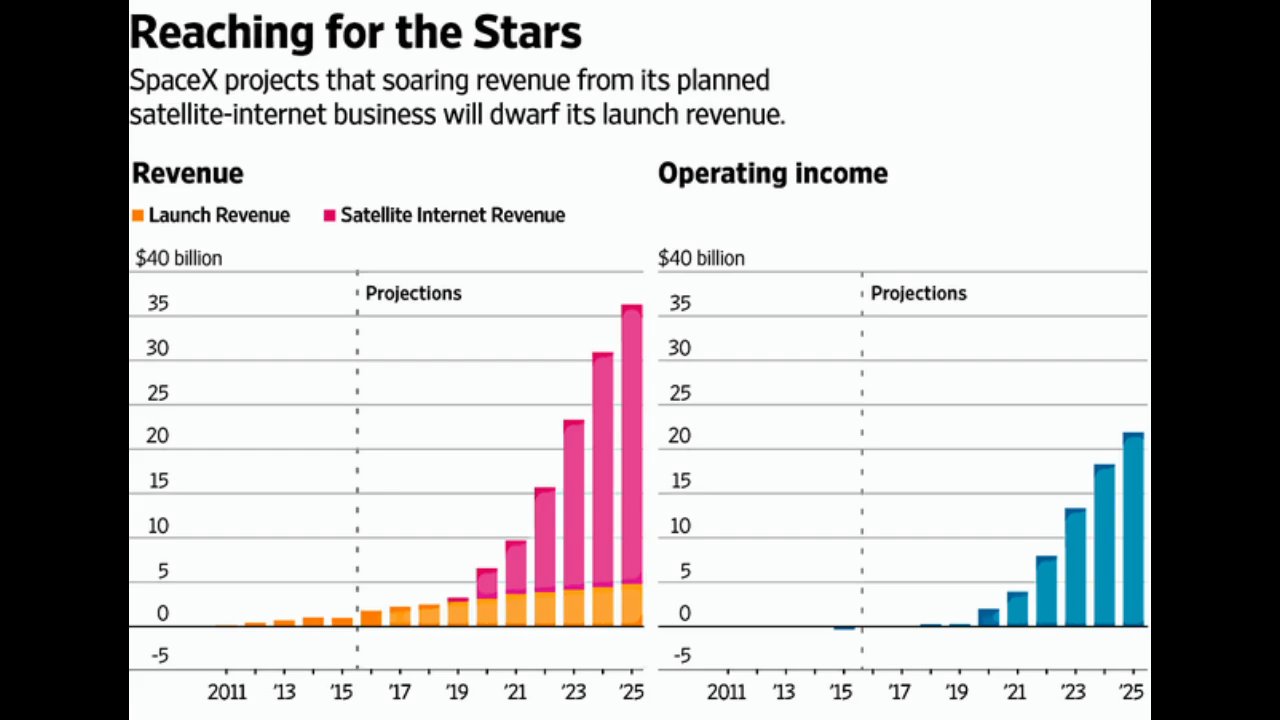 Reaching for the Stars
SpaceX projects that soaring revenue from its planned
satellite-internet business will dwarf its launch revenue.
Revenue
Launch Revenue Satellite Internet Revenue
$40 billion
Projections
35
30
25
20
15
10
5
0
-5
2011 '13 '15 '17 '19 '21 '23 '25
Operating income
$40 billion
Projections
35
30
25
20
15
10
5
0
-5
2011 '13 '15 '17 '19 '21 '23 '25